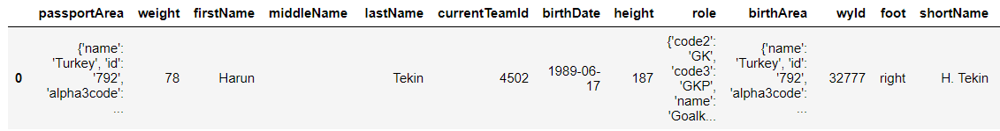 passportArea weight firstName middleName lastName currentTeamId birthDate height role birthArea wyId foot shortName
{'code2':
{'name': 'GK', {'name':
'Turkey', 'id': 'code3': 'Turkey', 'id':
0 '792', 78 Harun Tekin 4502 1989-06- 187 'GKP', '792', 32777 right H. Tekin
'alpha3code': 17 'name': 'alpha3code':
... 'Goalk... ...